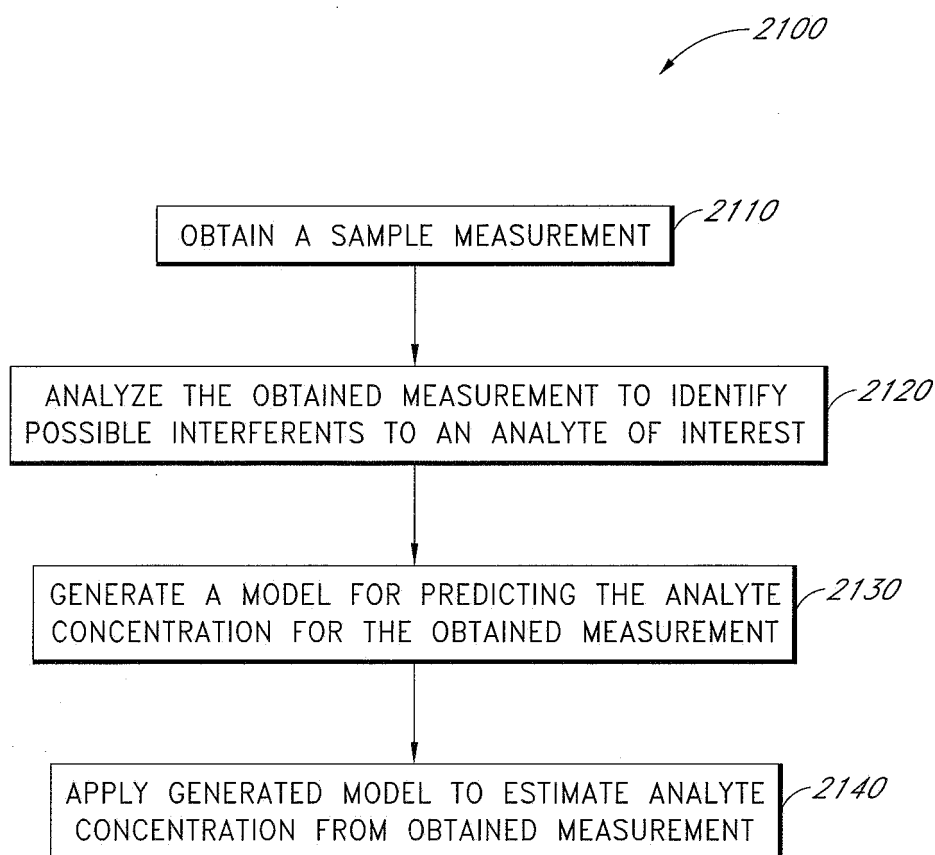 2100
OBTAIN A SAMPLE MEASUREMENT
2110
ANALYZE THE OBTAINED MEASUREMENT TO IDENTIFY
POSSIBLE INTERFERENTS TO AN ANALYTE OF INTEREST
2120
GENERATE A MODEL FOR PREDICTING THE ANALYTE
CONCENTRATION FOR THE OBTAINED MEASUREMENT
2130
APPLY GENERATED MODEL TO ESTIMATE ANALYTE
CONCENTRATION FROM OBTAINED MEASUREMENT
2140